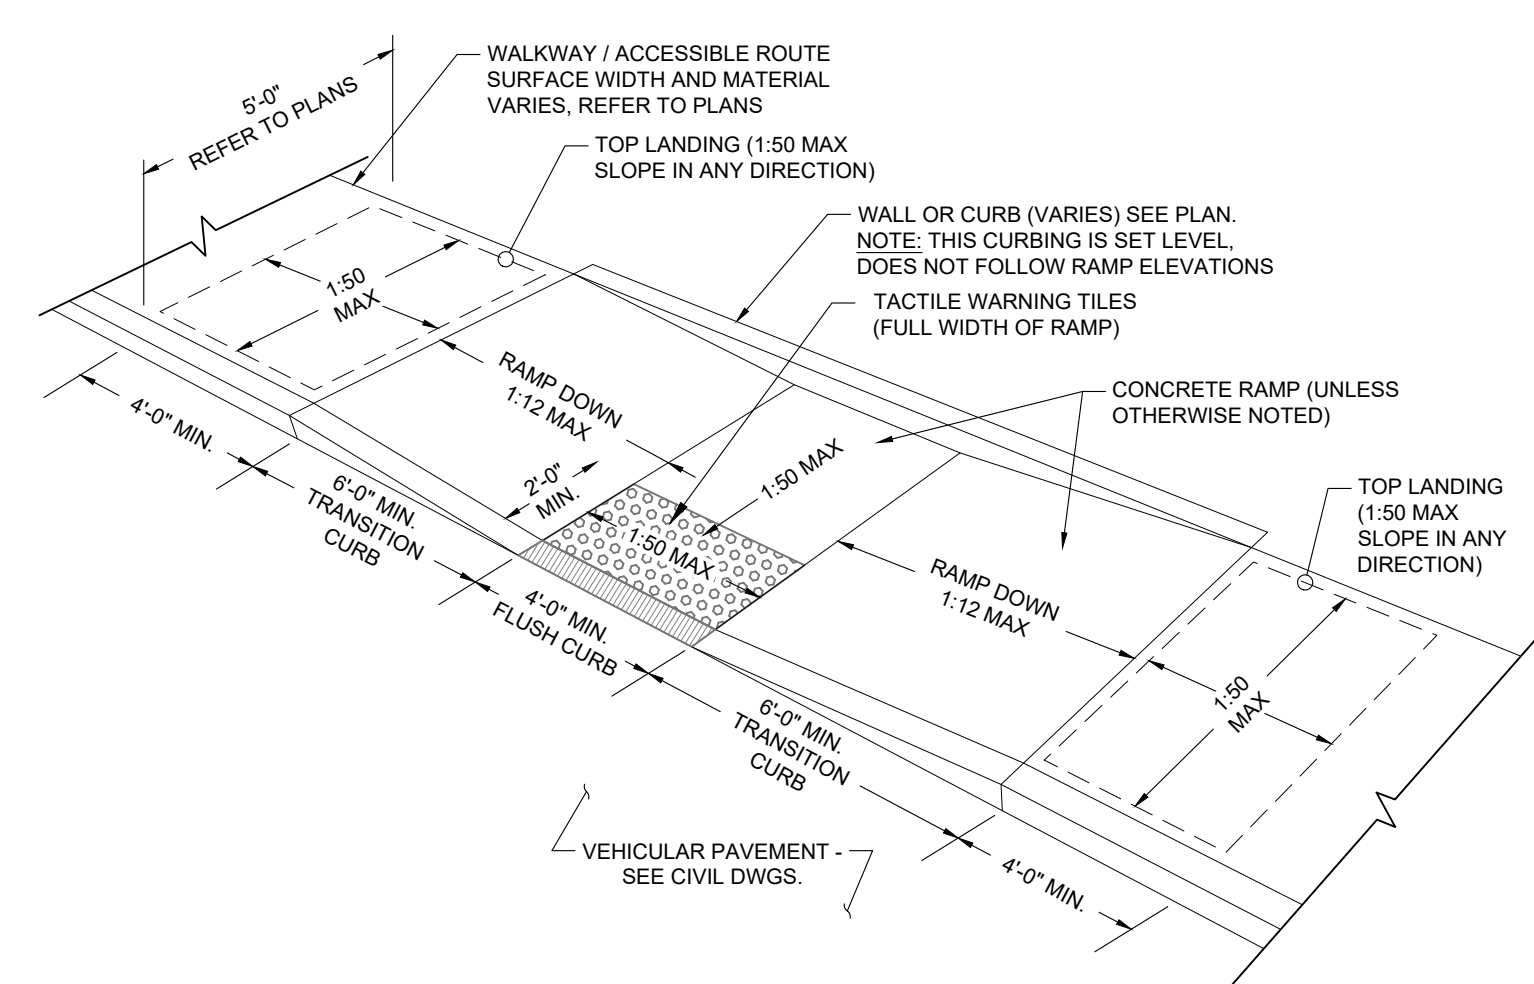 5'-0"
REFER TO PLANS
WALKWAY / ACCESSIBLE ROUTE
SURFACE WIDTH AND MATERIAL
VARIES, REFER TO PLANS
TOP LANDING (1:50 MAX
SLOPE IN ANY DIRECTION)
WALL OR CURB (VARIES) SEE PLAN.
NOTE: THIS CURBING IS SET LEVEL,
DOES NOT FOLLOW RAMP ELEVATIONS
TACTILE WARNING TILES
(FULL WIDTH OF RAMP)
CONCRETE RAMP (UNLESS
OTHERWISE NOTED)
TOP LANDING
(1:50 MAX
SLOPE IN ANY
DIRECTION)
1:50
MAX
RAMP DOWN
1:12 MAX
1:50 MAX
2'-0"
MIN.
1:50 MAX
RAMP DOWN
1:12 MAX
1:50
MAX
4'-0" MIN.
6'-0" MIN.
TRANSITION
CURB
4'-0" MIN.
FLUSH CURB
6'-0" MIN.
TRANSITION
CURB
4'-0" MIN.
VEHICULAR PAVEMENT -
SEE CIVIL DWGS.